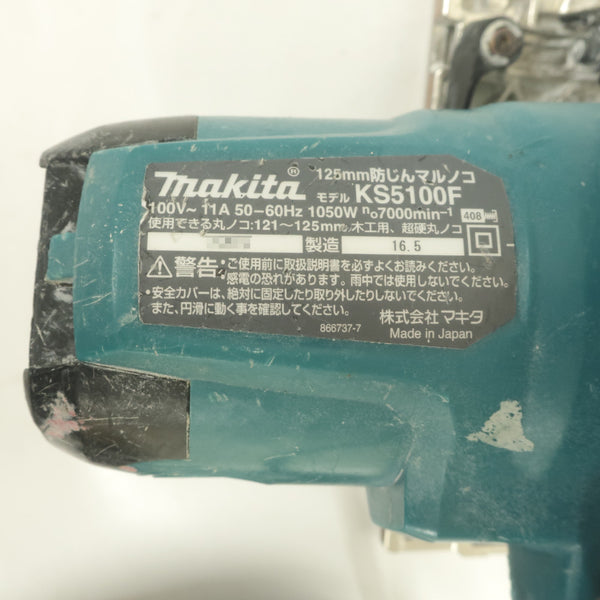 makita® 125mm防じんマルノコ
モデル KS5100F
100V～ 11A 50-60Hz 1050W n₀7000min⁻¹ 408
使用できる丸ノコ:121～125mm,木工用、超硬丸ノコ
製造 16.5
⚠警告:ご使用前に取扱説明書を必ずよくお読みください。
感電の恐れがあります。雨中では使用しないでください。
・安全カバーは、絶対に固定したり取り外したりしないでください。
また、円滑に動く事を確認してください。
株式会社 マキタ
866737-7 Made in Japan